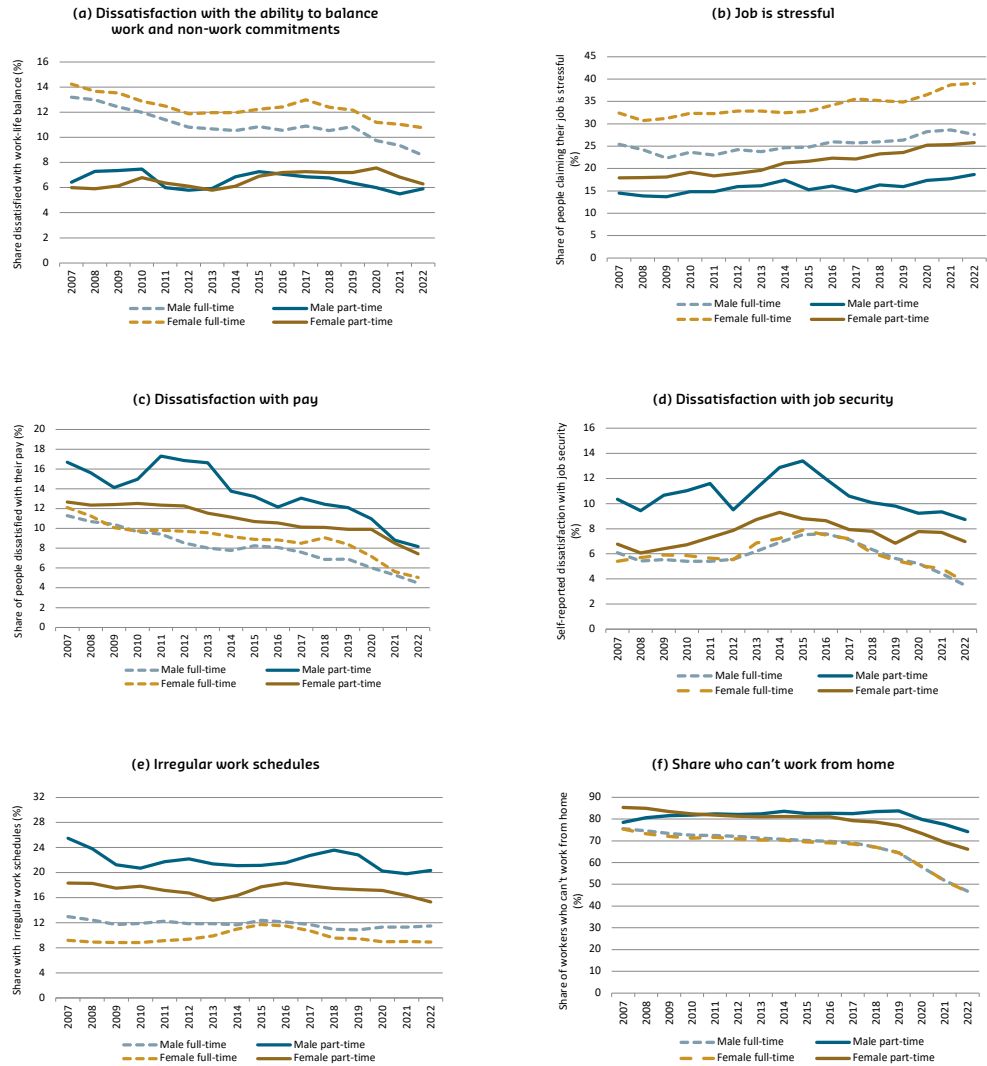 (a) Dissatisfaction with the ability to balance
work and non-work commitments
Share dissatisfied with work-life balance (%)
16
14
12
10
8
6
4
2
0
2007 2008 2009 2010 2011 2012 2013 2014 2015 2016 2017 2018 2019 2020 2021 2022
Male full-time Male part-time
Female full-time Female part-time
(b) Job is stressful
Share of people claiming their job is stressful
(%)
45
40
35
30
25
20
15
10
5
0
2007 2008 2009 2010 2011 2012 2013 2014 2015 2016 2017 2018 2019 2020 2021 2022
Male full-time Male part-time
Female full-time Female part-time
(c) Dissatisfaction with pay
Share of people dissatisfied with their pay (%)
20
18
16
14
12
10
8
6
4
2
0
2007 2008 2009 2010 2011 2012 2013 2014 2015 2016 2017 2018 2019 2020 2021 2022
Male full-time Male part-time
Female full-time Female part-time
(d) Dissatisfaction with job security
Self-reported dissatisfaction with job security
(%)
16
14
12
10
8
6
4
2
0
2007 2008 2009 2010 2011 2012 2013 2014 2015 2016 2017 2018 2019 2020 2021 2022
Male full-time Male part-time
Female full-time Female part-time
(e) Irregular work schedules
Share with irregular work schedules (%)
32
28
24
20
16
12
8
4
0
2007 2008 2009 2010 2011 2012 2013 2014 2015 2016 2017 2018 2019 2020 2021 2022
Male full-time Male part-time
Female full-time Female part-time
(f) Share who can't work from home
Share of workers who can't work from home
(%)
90
80
70
60
50
40
30
20
10
0
2007 2008 2009 2010 2011 2012 2013 2014 2015 2016 2017 2018 2019 2020 2021 2022
Male full-time Male part-time
Female full-time Female part-time